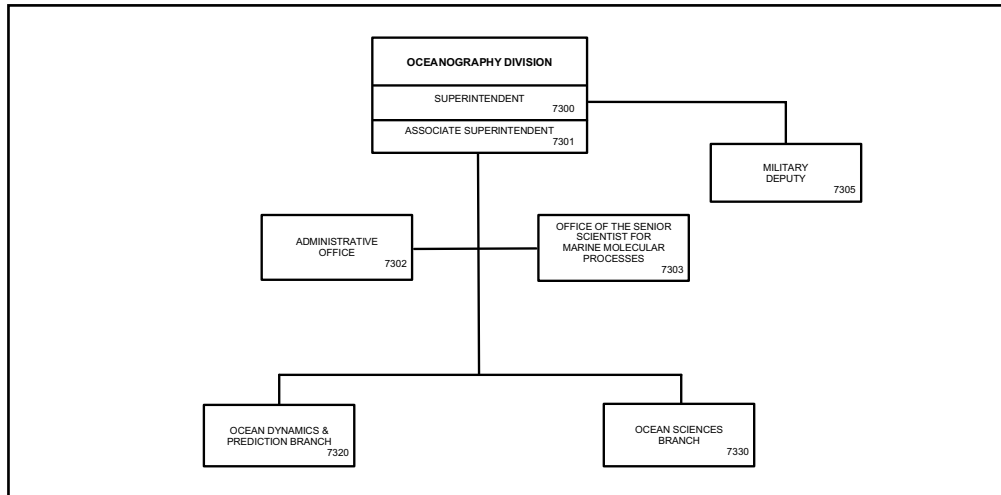 OCEANOGRAPHY DIVISION
SUPERINTENDENT
7300
ASSOCIATE SUPERINTENDENT
7301
MILITARY
DEPUTY
7305
ADMINISTRATIVE
OFFICE
7302
OFFICE OF THE SENIOR
SCIENTIST FOR
MARINE MOLECULAR
PROCESSES
7303
OCEAN DYNAMICS &
PREDICTION BRANCH
7320
OCEAN SCIENCES
BRANCH
7330